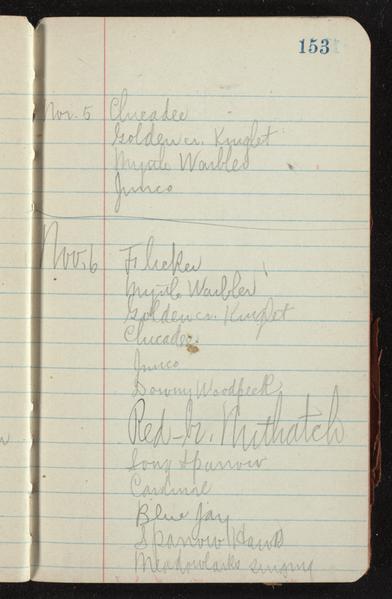 153
Nov. 5 Chicadee
Golden cr. Kinglet
Myrtle Warbler
Junco
Nov. 6 Flicker
Myrtle Warbler
Golden cr. Kinglet
Chicadee
Junco
Downy Woodpeck
Red-br. Nuthatch
Song Sparrow
Cardinal
Blue Jay
Sparrow Hawk
Meadowlarks singing